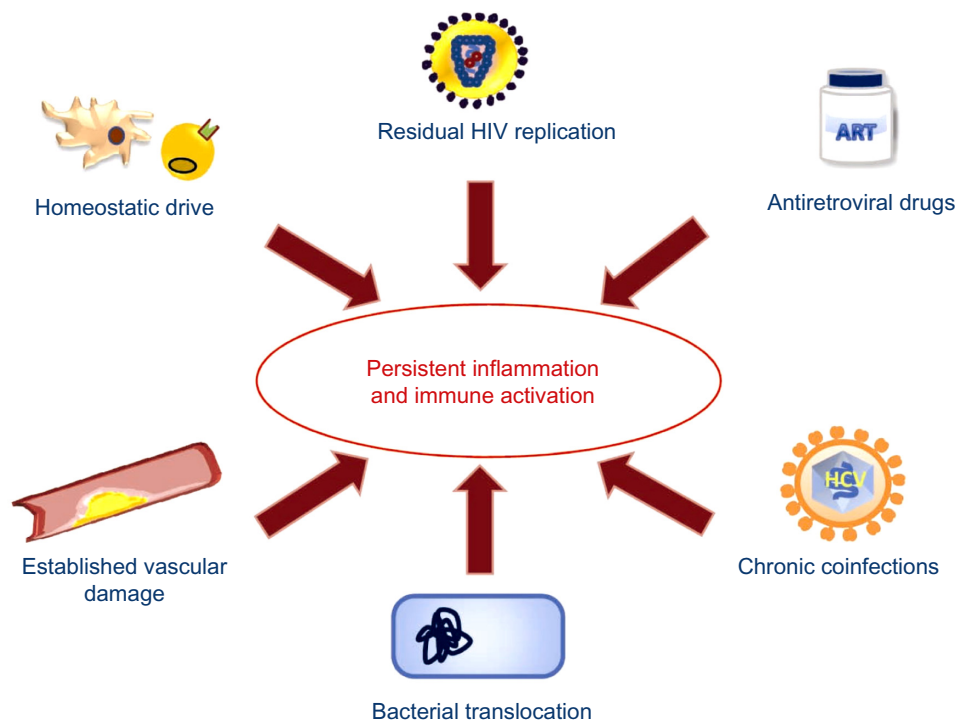 Residual HIV replication
ART
Homeostatic drive
Antiretroviral drugs
Persistent inflammation
and immune activation
HCV
Established vascular
damage
Chronic coinfections
Bacterial translocation